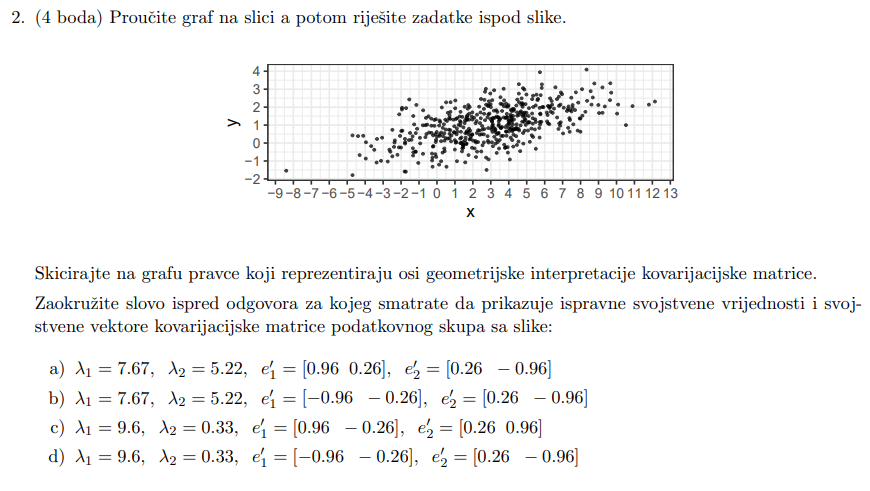 2. (4 boda) Proučite graf na slici a potom riješite zadatke ispod slike.
4
3
2
1
0
−1
−2
y
−9 −8 −7 −6 −5 −4 −3 −2 −1 0 1 2 3 4 5 6 7 8 9 10 11 12 13
x
Skicirajte na grafu pravce koji reprezentiraju osi geometrijske interpretacije kovarijacijske matrice.
Zaokružite slovo ispred odgovora za kojeg smatrate da prikazuje ispravne svojstvene vrijednosti i svoj-
stvene vektore kovarijacijske matrice podatkovnog skupa sa slike:
a) λ₁ = 7.67, λ₂ = 5.22, e′₁ = [0.96 0.26], e′₂ = [0.26 − 0.96]
b) λ₁ = 7.67, λ₂ = 5.22, e′₁ = [−0.96 − 0.26], e′₂ = [0.26 − 0.96]
c) λ₁ = 9.6, λ₂ = 0.33, e′₁ = [0.96 − 0.26], e′₂ = [0.26 0.96]
d) λ₁ = 9.6, λ₂ = 0.33, e′₁ = [−0.96 − 0.26], e′₂ = [0.26 − 0.96]